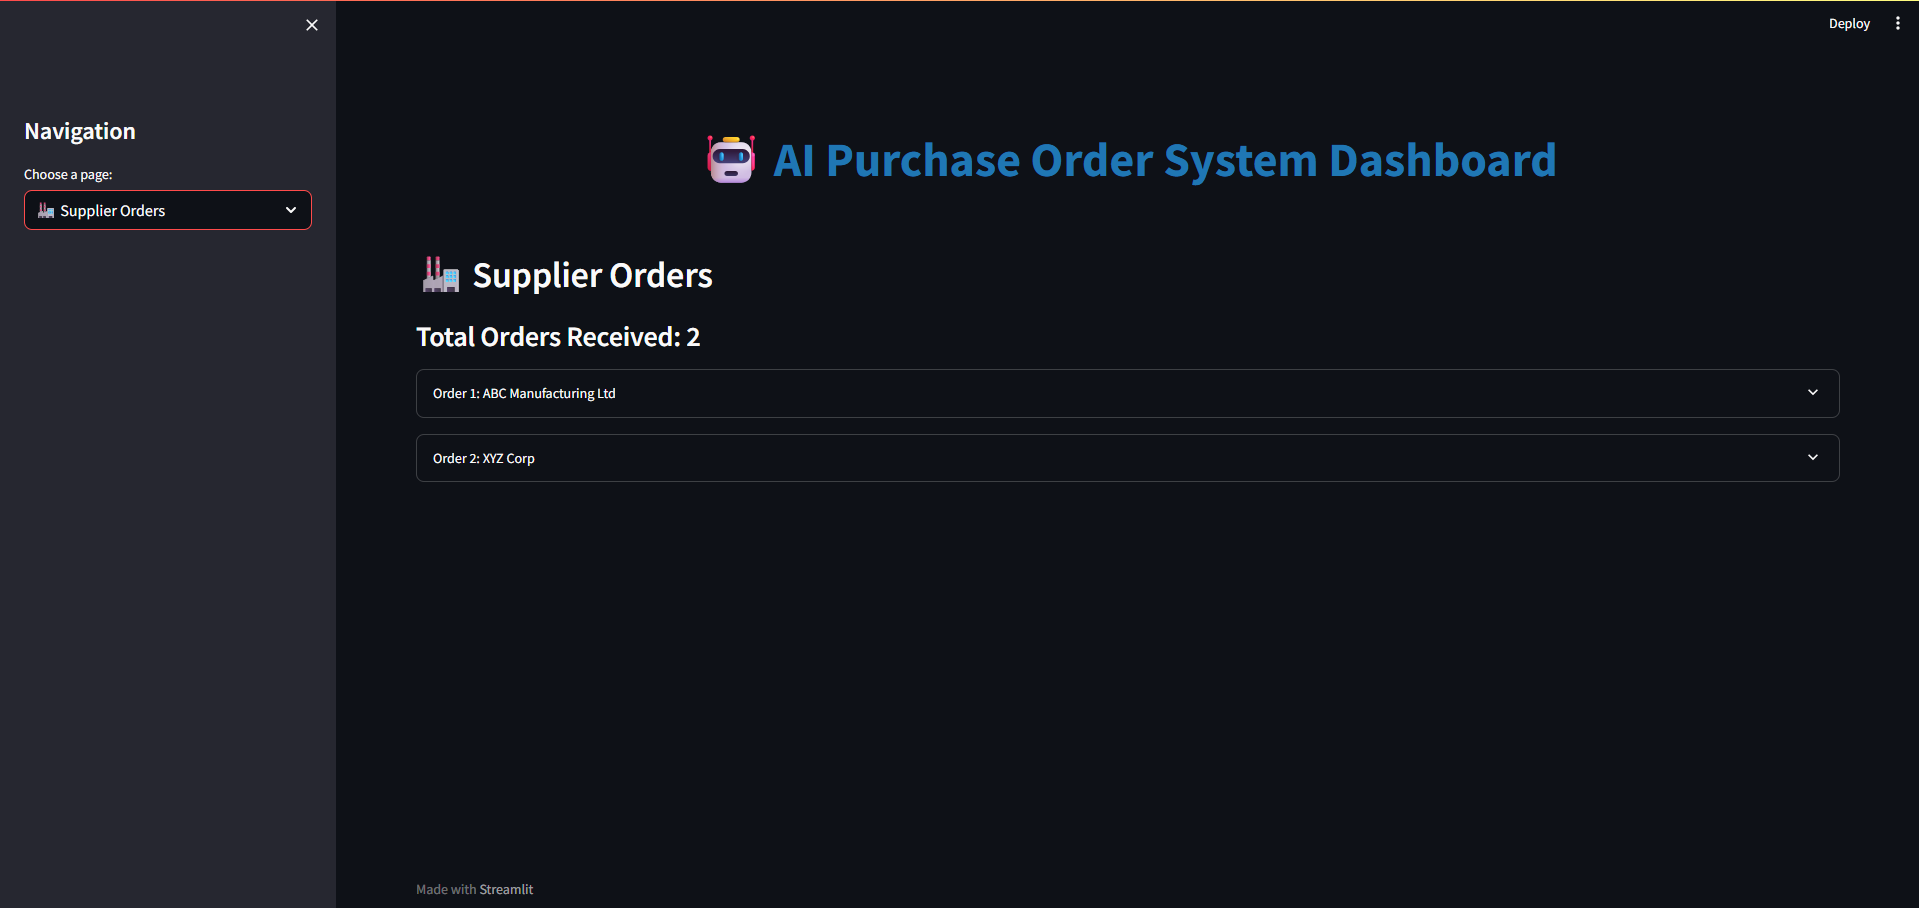 Deploy
Navigation
Choose a page:
Supplier Orders
AI Purchase Order System Dashboard
Supplier Orders
Total Orders Received: 2
Order 1: ABC Manufacturing Ltd
Order 2: XYZ Corp
Made with Streamlit